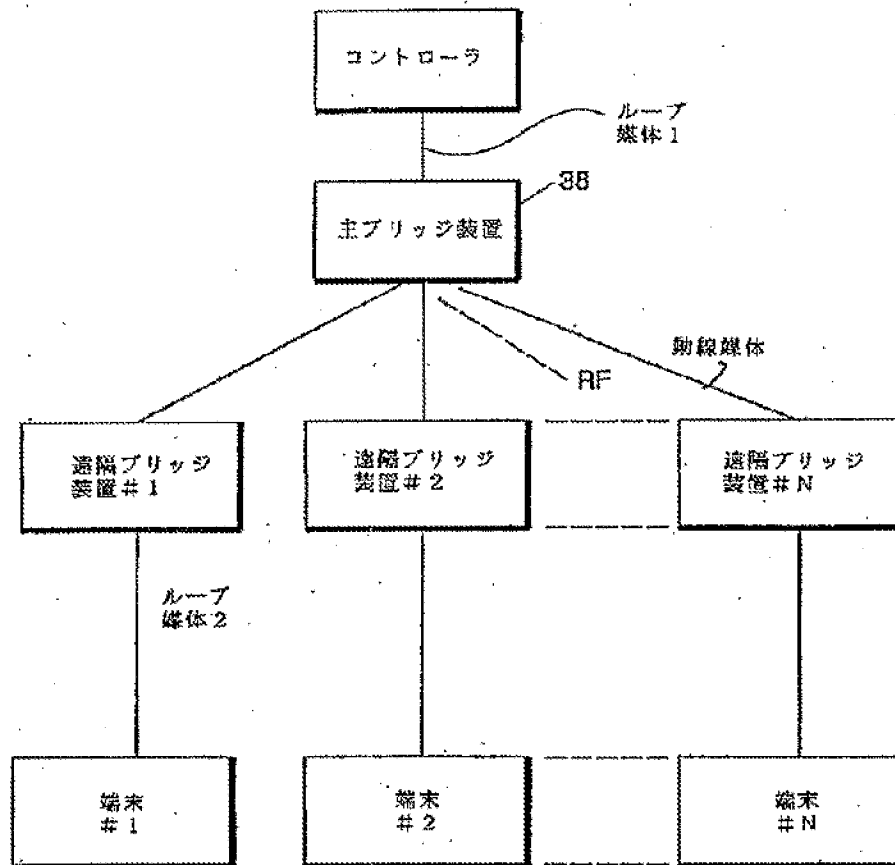 コントローラ
ループ
媒体1
38
主ブリッジ装置
動線媒体
RF
遠隔ブリッジ
装置#1
遠隔ブリッジ
装置#2
遠隔ブリッジ
装置#N
ループ
媒体2
端末
#1
端末
#2
端末
#N